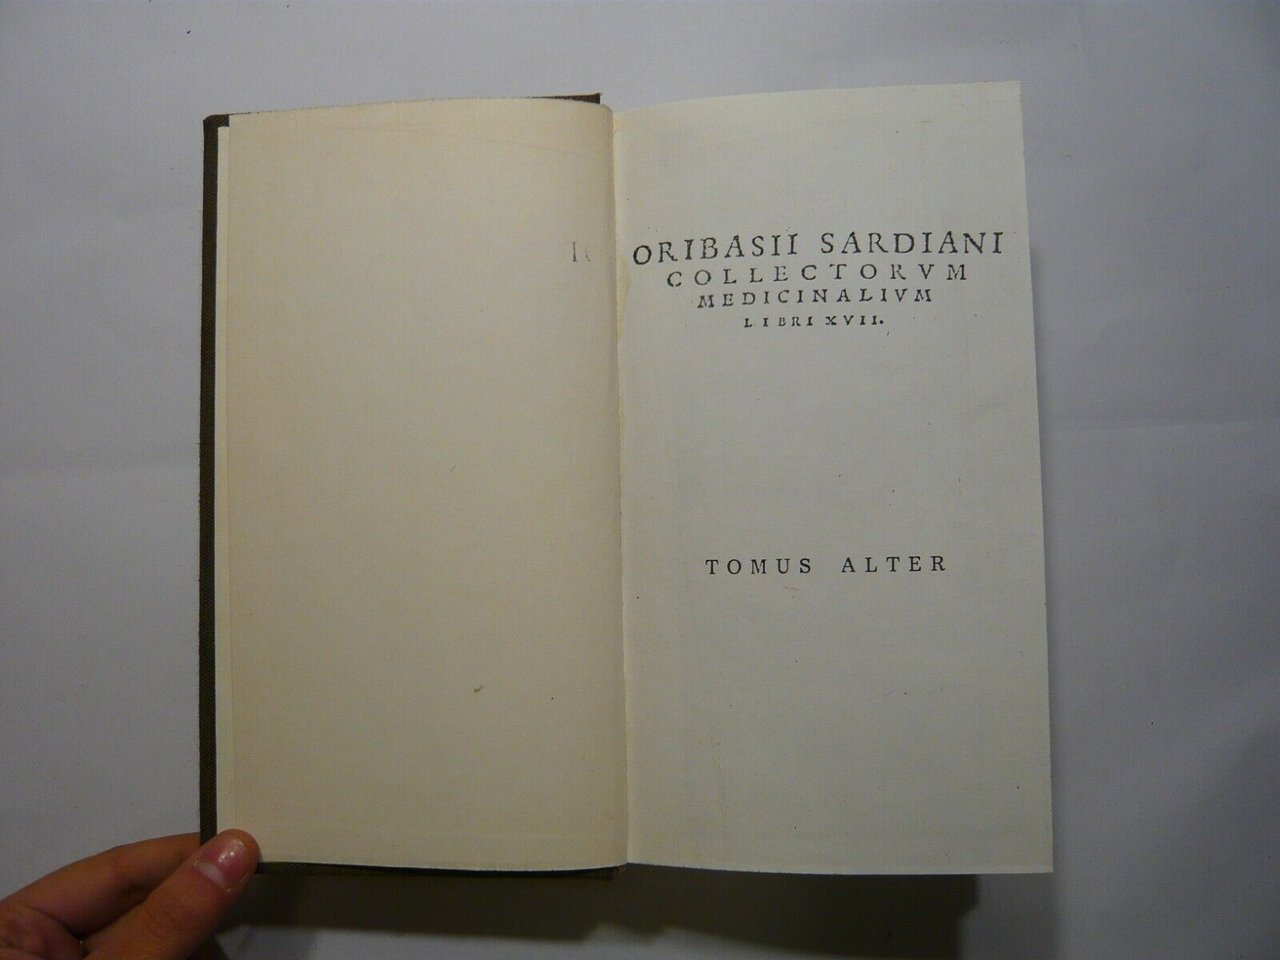 ORIBASII SARDIANI
COLLECTORVM
MEDICINALIVM
LIBRI XVII.
TOMUS ALTER